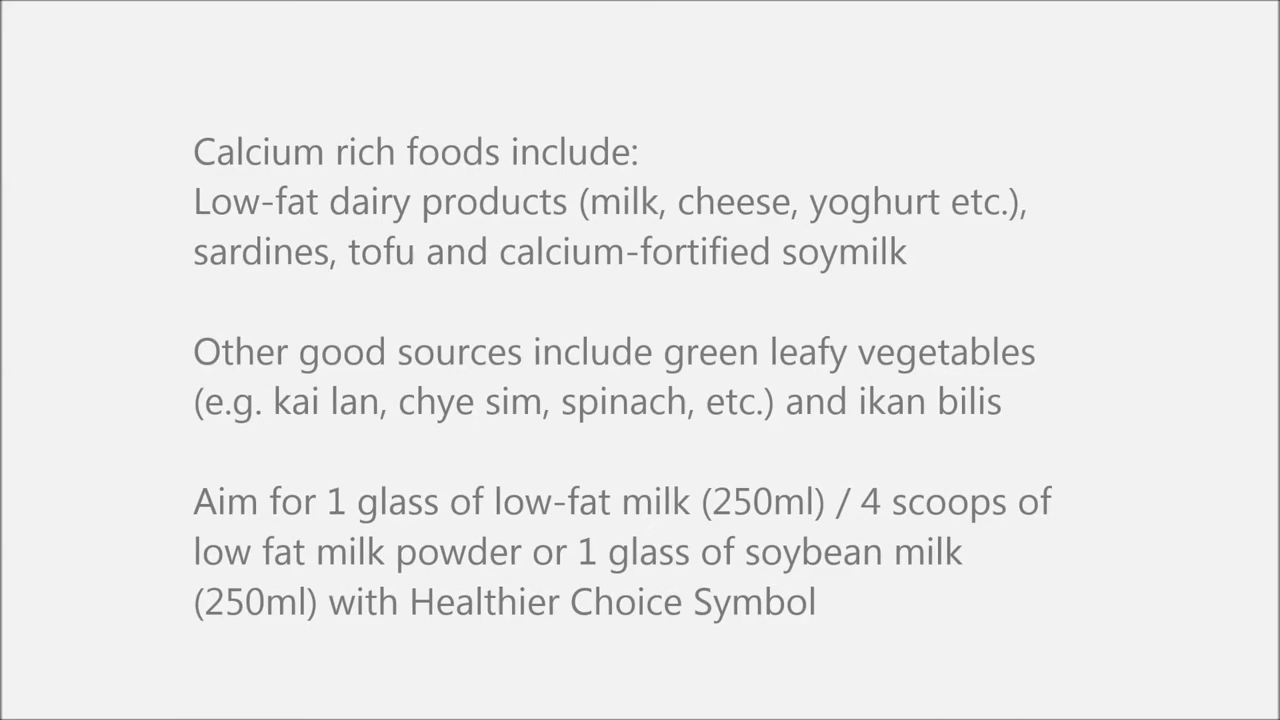 Calcium rich foods include:
Low-fat dairy products (milk, cheese, yoghurt etc.),
sardines, tofu and calcium-fortified soymilk
Other good sources include green leafy vegetables
(e.g. kai lan, chye sim, spinach, etc.) and ikan bilis
Aim for 1 glass of low-fat milk (250ml) / 4 scoops of
low fat milk powder or 1 glass of soybean milk
(250ml) with Healthier Choice Symbol